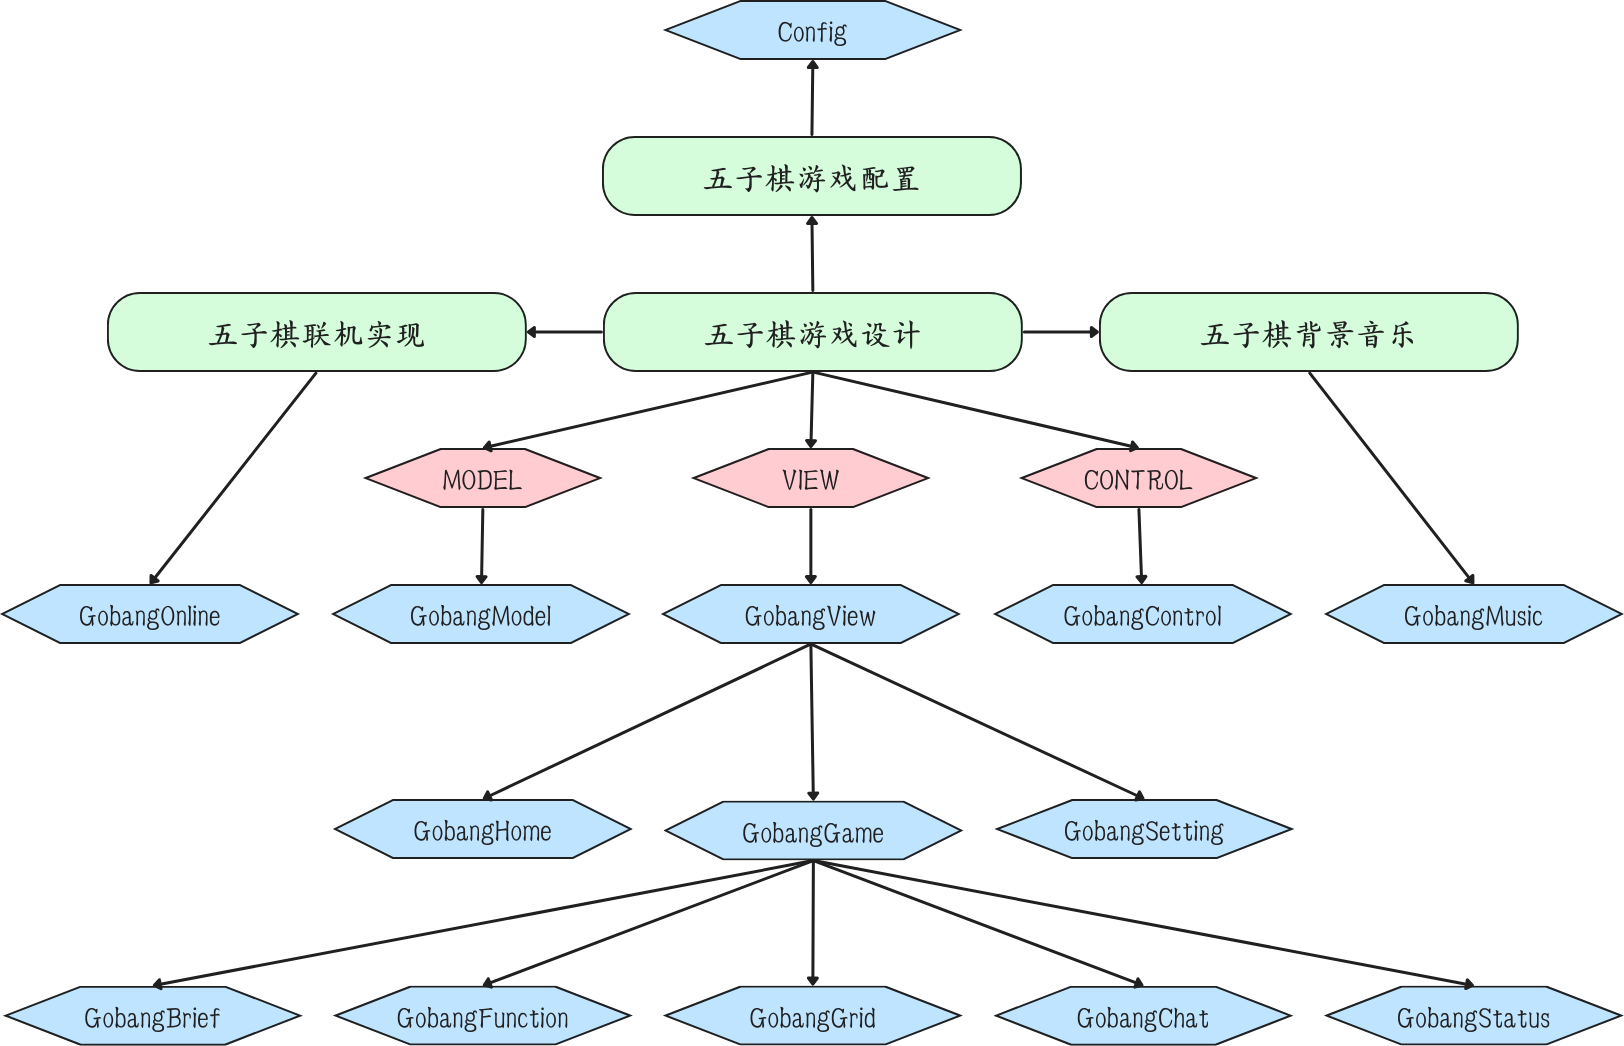 Config
五子棋游戏配置
五子棋联机实现
五子棋游戏设计
五子棋背景音乐
MODEL
VIEW
CONTROL
GobangOnline
GobangModel
GobangView
GobangControl
GobangMusic
GobangHome
GobangGame
GobangSetting
GobangBrief
GobangFunction
GobangGrid
GobangChat
GobangStatus